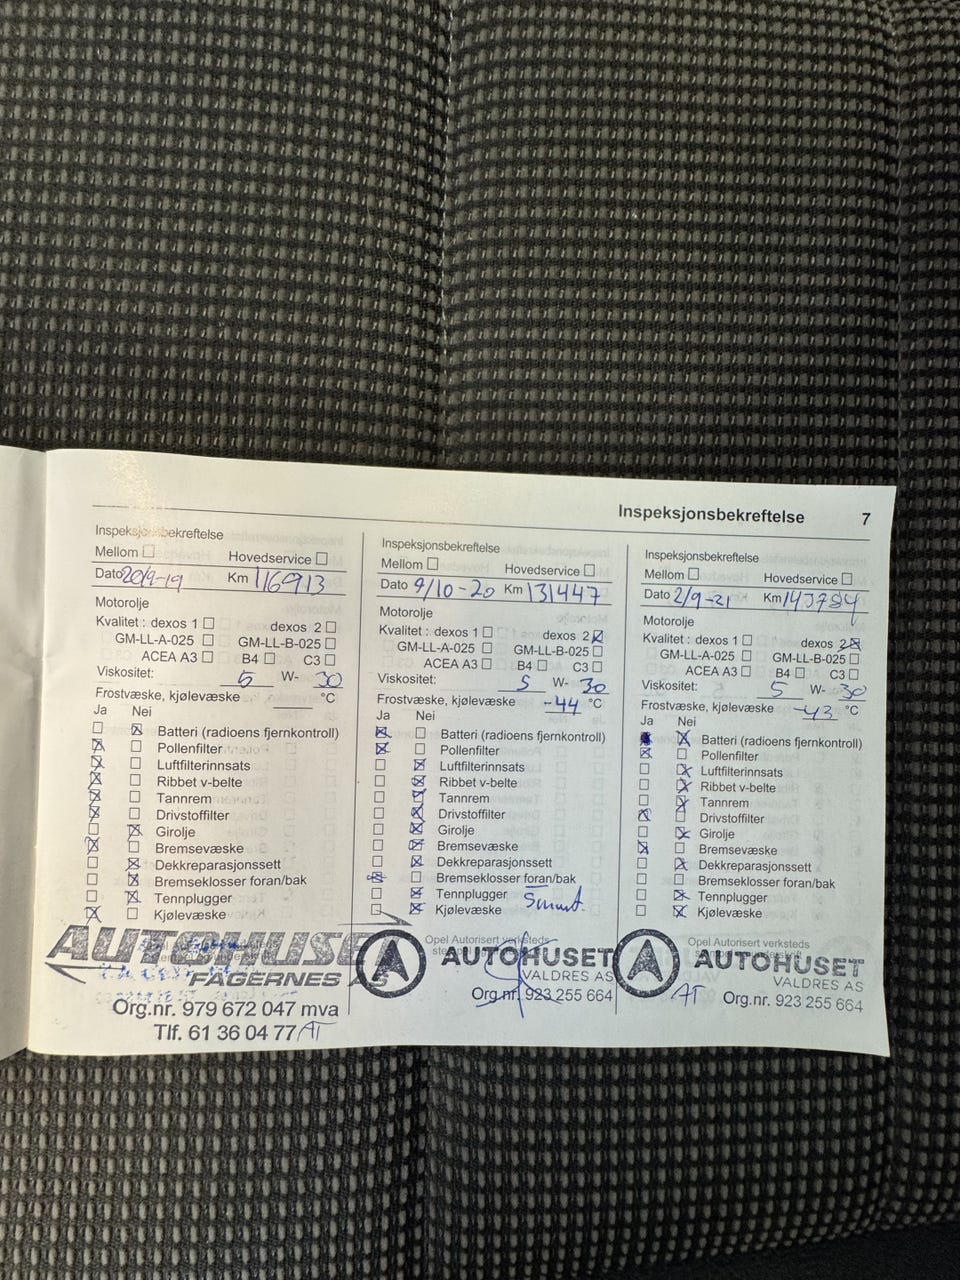 Inspeksjonsbekreftelse 7
Inspeksjonsbekreftelse
Mellom Hovedservice
Dato 20/9-19 Km 116913
Motorolje
Kvalitet : dexos 1 dexos 2
GM-LL-A-025 GM-LL-B-025
ACEA A3 B4 C3
Viskositet: 5 W- 30
Frostvæske, kjølevæske °C
Ja Nei
Batteri (radioens fjernkontroll)
Pollenfilter
Luftfilterinnsats
Ribbet v-belte
Tannrem
Drivstoffilter
Girolje
Bremsevæske
Dekkreparasjonssett
Bremseklosser foran/bak
Tennplugger
Kjølevæske
AUTOHUSET
FAGERNES AS
Org.nr. 979 672 047 mva
Tlf. 61 36 04 77 AT
Inspeksjonsbekreftelse
Mellom Hovedservice
Dato 9/10-20 Km 131447
Motorolje
Kvalitet : dexos 1 dexos 2
GM-LL-A-025 GM-LL-B-025
ACEA A3 B4 C3
Viskositet: 5 W- 30
Frostvæske, kjølevæske -44 °C
Ja Nei
Batteri (radioens fjernkontroll)
Pollenfilter
Luftfilterinnsats
Ribbet v-belte
Tannrem
Drivstoffilter
Girolje
Bremsevæske
Dekkreparasjonssett
Bremseklosser foran/bak
Tennplugger
Kjølevæske
Opel Autorisert verksteds
AUTOHUSET
VALDRES AS
Org.nr. 923 255 664
Inspeksjonsbekreftelse
Mellom Hovedservice
Dato 2/9-21 Km
Motorolje
Kvalitet : dexos 1 dexos 2
GM-LL-A-025 GM-LL-B-025
ACEA A3 B4 C3
Viskositet: 5 W- 30
Frostvæske, kjølevæske -43 °C
Ja Nei
Batteri (radioens fjernkontroll)
Pollenfilter
Luftfilterinnsats
Ribbet v-belte
Tannrem
Drivstoffilter
Girolje
Bremsevæske
Dekkreparasjonssett
Bremseklosser foran/bak
Tennplugger
Kjølevæske
Opel Autorisert verksteds
AUTOHUSET
VALDRES AS
AT Org.nr. 923 255 664